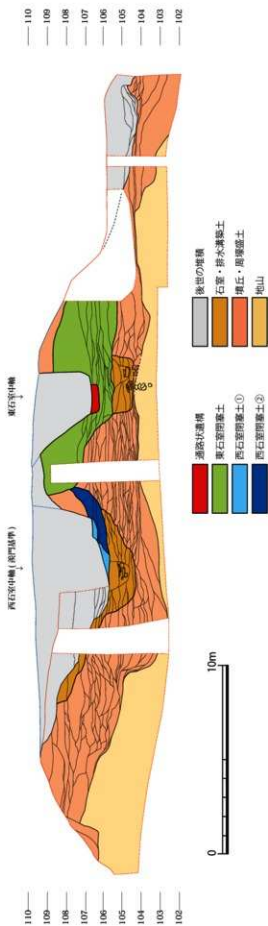 西石室中軸(羨門基準)
↓
東石室中軸
↓
110
109
108
107
106
105
104
103
102
110
109
108
107
106
105
104
103
102
0
10m
通路状遺構
東石室閉塞土
西石室閉塞土①
西石室閉塞土②
後世の堆積
石室・排水溝築土
墳丘・周壕盛土
地山